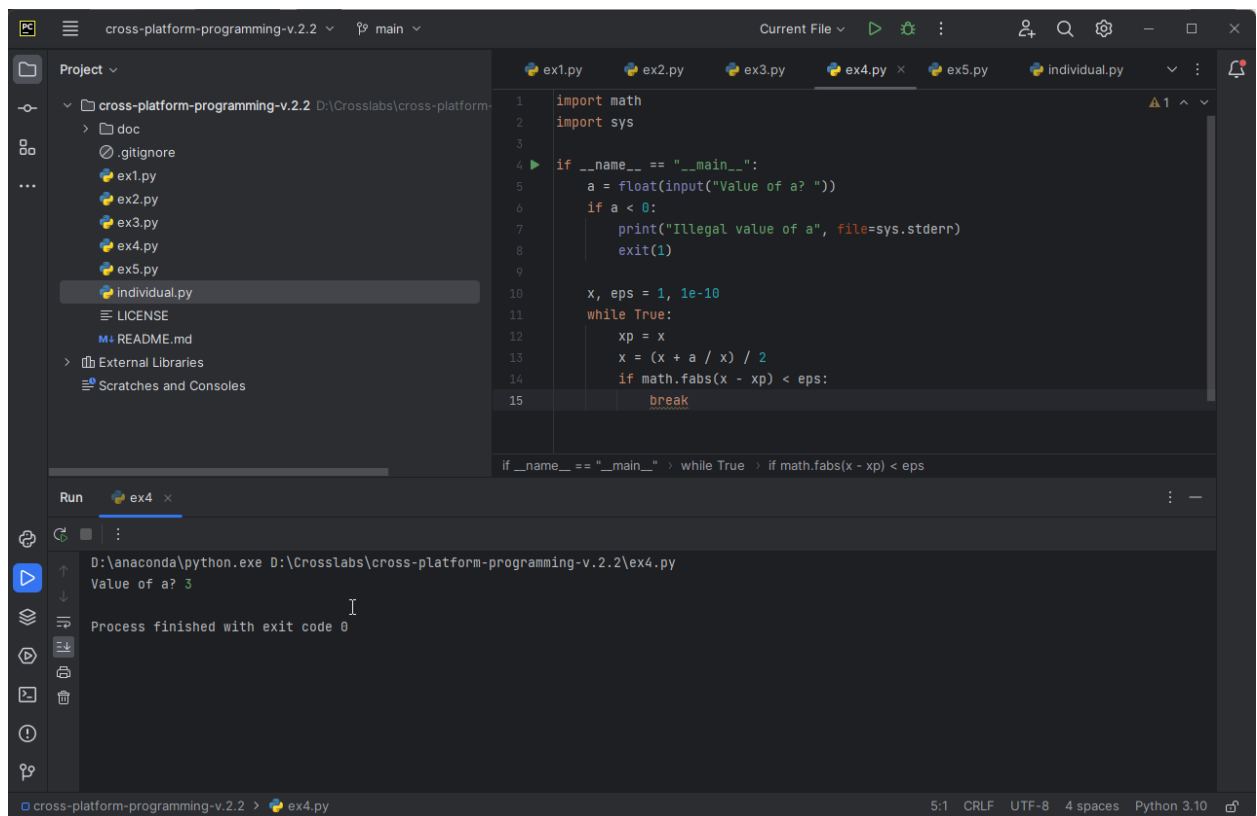 PC cross-platform-programming-v.2.2 main Current File
Project
cross-platform-programming-v.2.2 D:\Crosslabs\cross-platform-
doc
.gitignore
ex1.py
ex2.py
ex3.py
ex4.py
ex5.py
individual.py
LICENSE
M↓ README.md
External Libraries
Scratches and Consoles
ex1.py ex2.py ex3.py ex4.py ex5.py individual.py
1 import math
2 import sys
3
4 if __name__ == "__main__":
5 a = float(input("Value of a? "))
6 if a < 0:
7 print("Illegal value of a", file=sys.stderr)
8 exit(1)
9
10 x, eps = 1, 1e-10
11 while True:
12 xp = x
13 x = (x + a / x) / 2
14 if math.fabs(x - xp) < eps:
15 break
1
if __name__ == "__main__" › while True › if math.fabs(x - xp) < eps
Run ex4
D:\anaconda\python.exe D:\Crosslabs\cross-platform-programming-v.2.2\ex4.py
Value of a? 3
Process finished with exit code 0
cross-platform-programming-v.2.2 › ex4.py 5:1 CRLF UTF-8 4 spaces Python 3.10